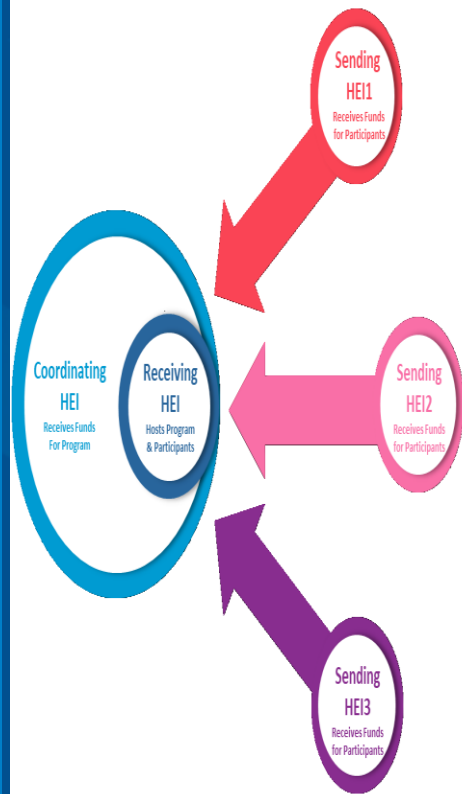 Sending
HEI1
Receives Funds
for Participants
Coordinating
HEI
Receives Funds
For Program
Receiving
HEI
Hosts Program
& Participants
Sending
HEI2
Receives Funds
for Participants
Sending
HEI3
Receives Funds
for Participants